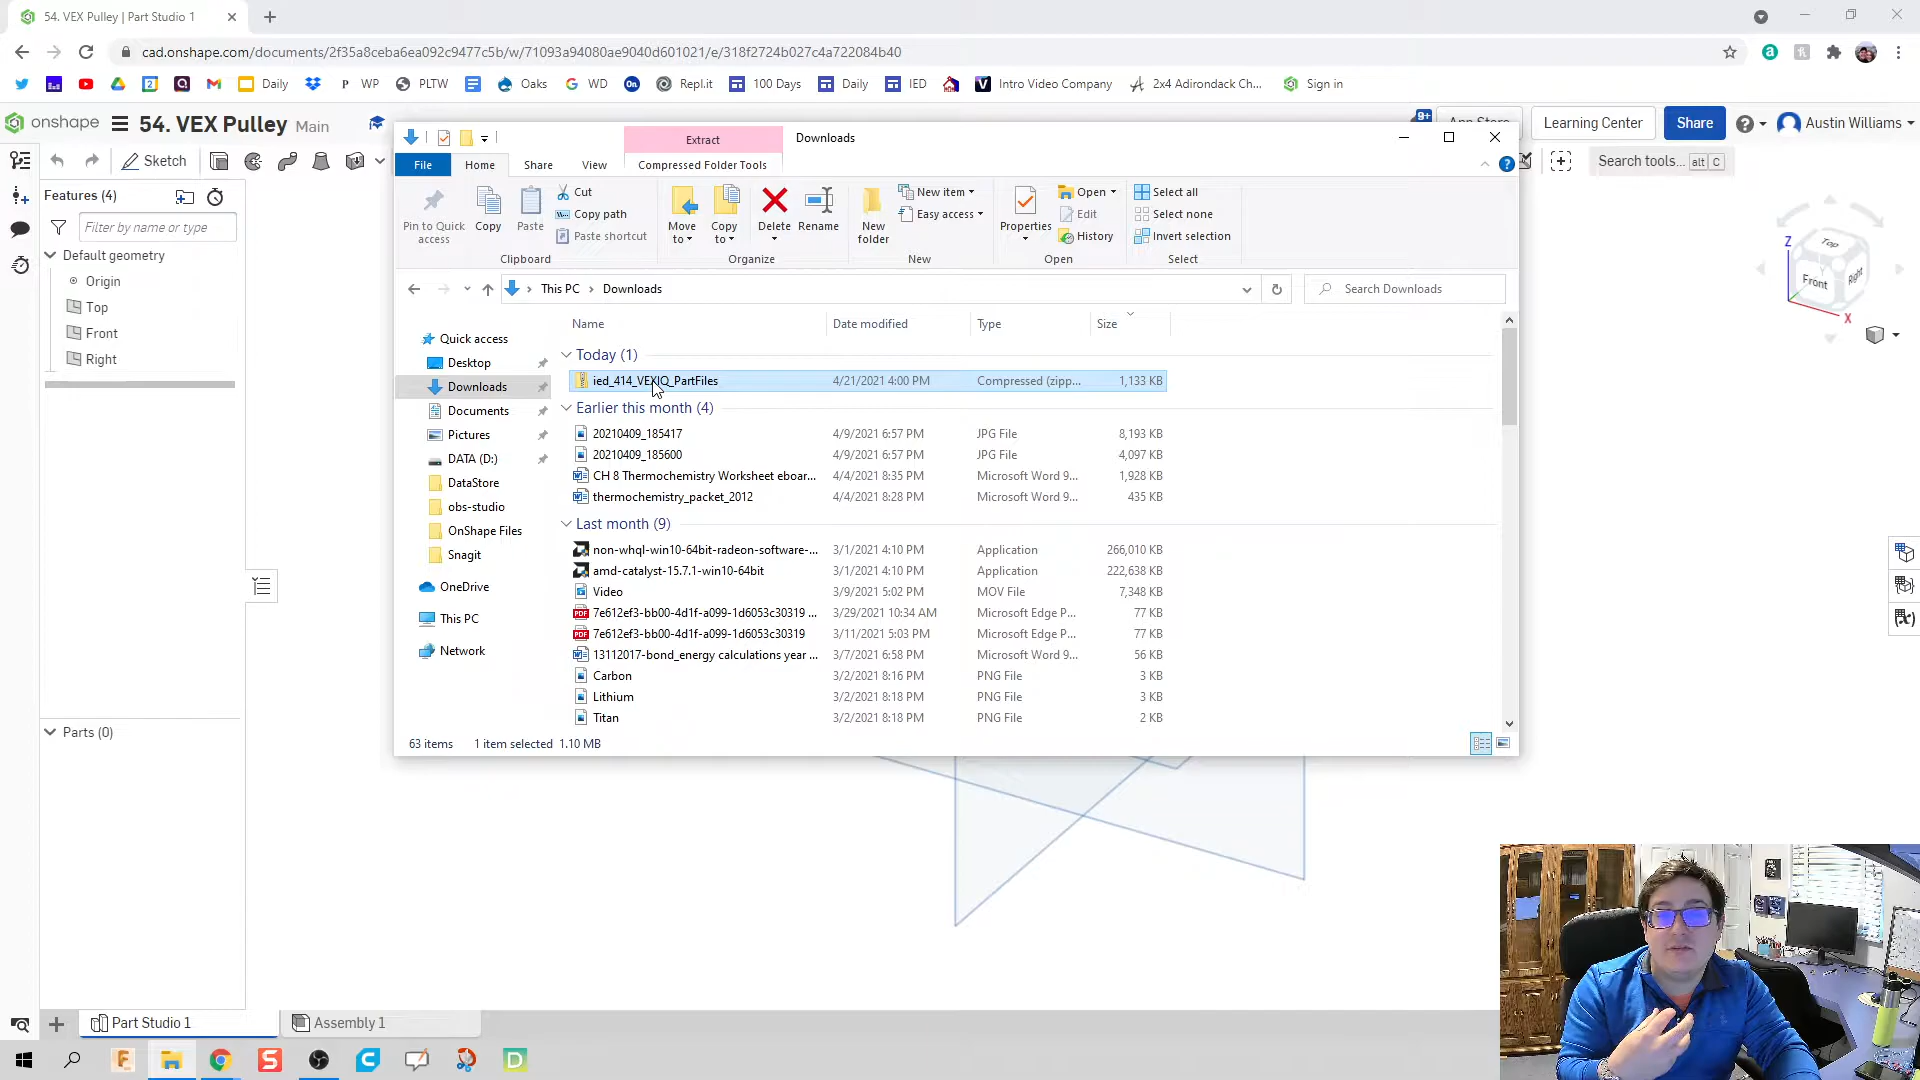 54. VEX Pulley | Part Studio 1
cad.onshape.com/documents/2f35a8ceba6ea092c9477c5b/w/71093a94080ae9040d601021/e/318f2724b027c4a722084b40
Daily
P WP
PLTW
Oaks
G WD
On
Repl.it
100 Days
Daily
IED
V Intro Video Company
2x4 Adirondack Ch...
Sign in
onshape
54. VEX Pulley Main
9+
App Store
Learning Center
Share
Austin Williams
Sketch
Search tools... alt C
Features (4)
Filter by name or type
Default geometry
Origin
Top
Front
Right
Parts (0)
Extract
Downloads
File
Home
Share
View
Compressed Folder Tools
Pin to Quick access
Copy
Paste
Cut
Copy path
Paste shortcut
Clipboard
Move to
Copy to
Delete
Rename
Organize
New folder
New item
Easy access
New
Properties
Open
Edit
History
Open
Select all
Select none
Invert selection
Select
This PC > Downloads
Search Downloads
Name
Date modified
Type
Size
Quick access
Desktop
Downloads
Documents
Pictures
DATA (D:)
DataStore
obs-studio
OnShape Files
Snagit
OneDrive
This PC
Network
Today (1)
ied_414_VEXIQ_PartFiles 4/21/2021 4:00 PM Compressed (zipp... 1,133 KB
Earlier this month (4)
20210409_185417 4/9/2021 6:57 PM JPG File 8,193 KB
20210409_185600 4/9/2021 6:57 PM JPG File 4,097 KB
CH 8 Thermochemistry Worksheet eboar... 4/4/2021 8:35 PM Microsoft Word 9... 1,928 KB
thermochemistry_packet_2012 4/4/2021 8:28 PM Microsoft Word 9... 435 KB
Last month (9)
non-whql-win10-64bit-radeon-software-... 3/1/2021 4:10 PM Application 266,010 KB
amd-catalyst-15.7.1-win10-64bit 3/1/2021 4:10 PM Application 222,638 KB
Video 3/9/2021 5:02 PM MOV File 7,348 KB
7e612ef3-bb00-4d1f-a099-1d6053c30319 ... 3/29/2021 10:34 AM Microsoft Edge P... 77 KB
7e612ef3-bb00-4d1f-a099-1d6053c30319 3/11/2021 5:03 PM Microsoft Edge P... 77 KB
13112017-bond_energy calculations year ... 3/7/2021 6:58 PM Microsoft Word 9... 56 KB
Carbon 3/2/2021 8:16 PM PNG File 3 KB
Lithium 3/2/2021 8:18 PM PNG File 3 KB
Titan 3/2/2021 8:18 PM PNG File 2 KB
63 items 1 item selected 1.10 MB
Z
Top
Front
Right
X
Part Studio 1
Assembly 1